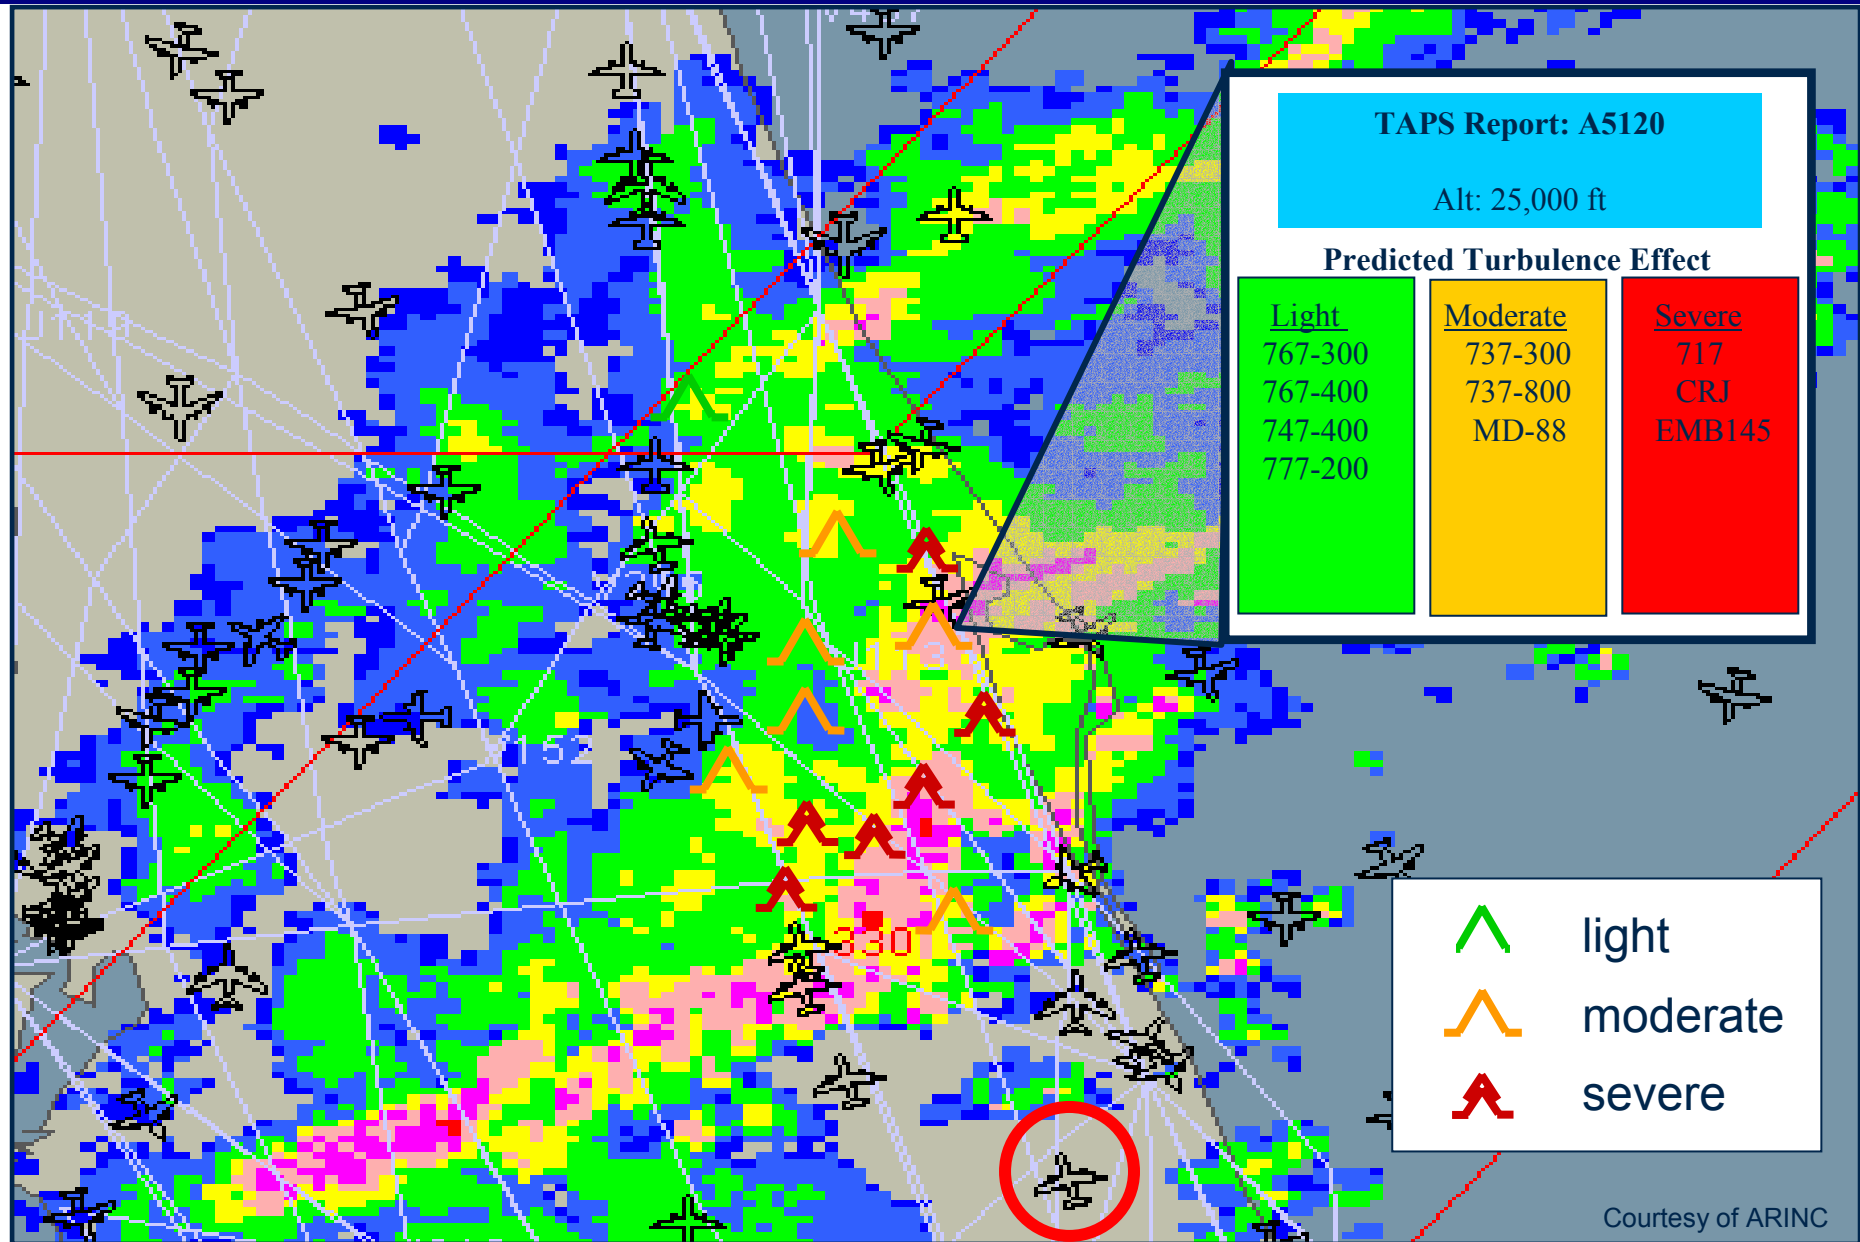 TAPS Report: A5120
Alt: 25,000 ft
Predicted Turbulence Effect
Light
767-300
767-400
747-400
777-200
Moderate
737-300
737-800
MD-88
Severe
717
CRJ
EMB145
330
light
moderate
severe
Courtesy of ARINC